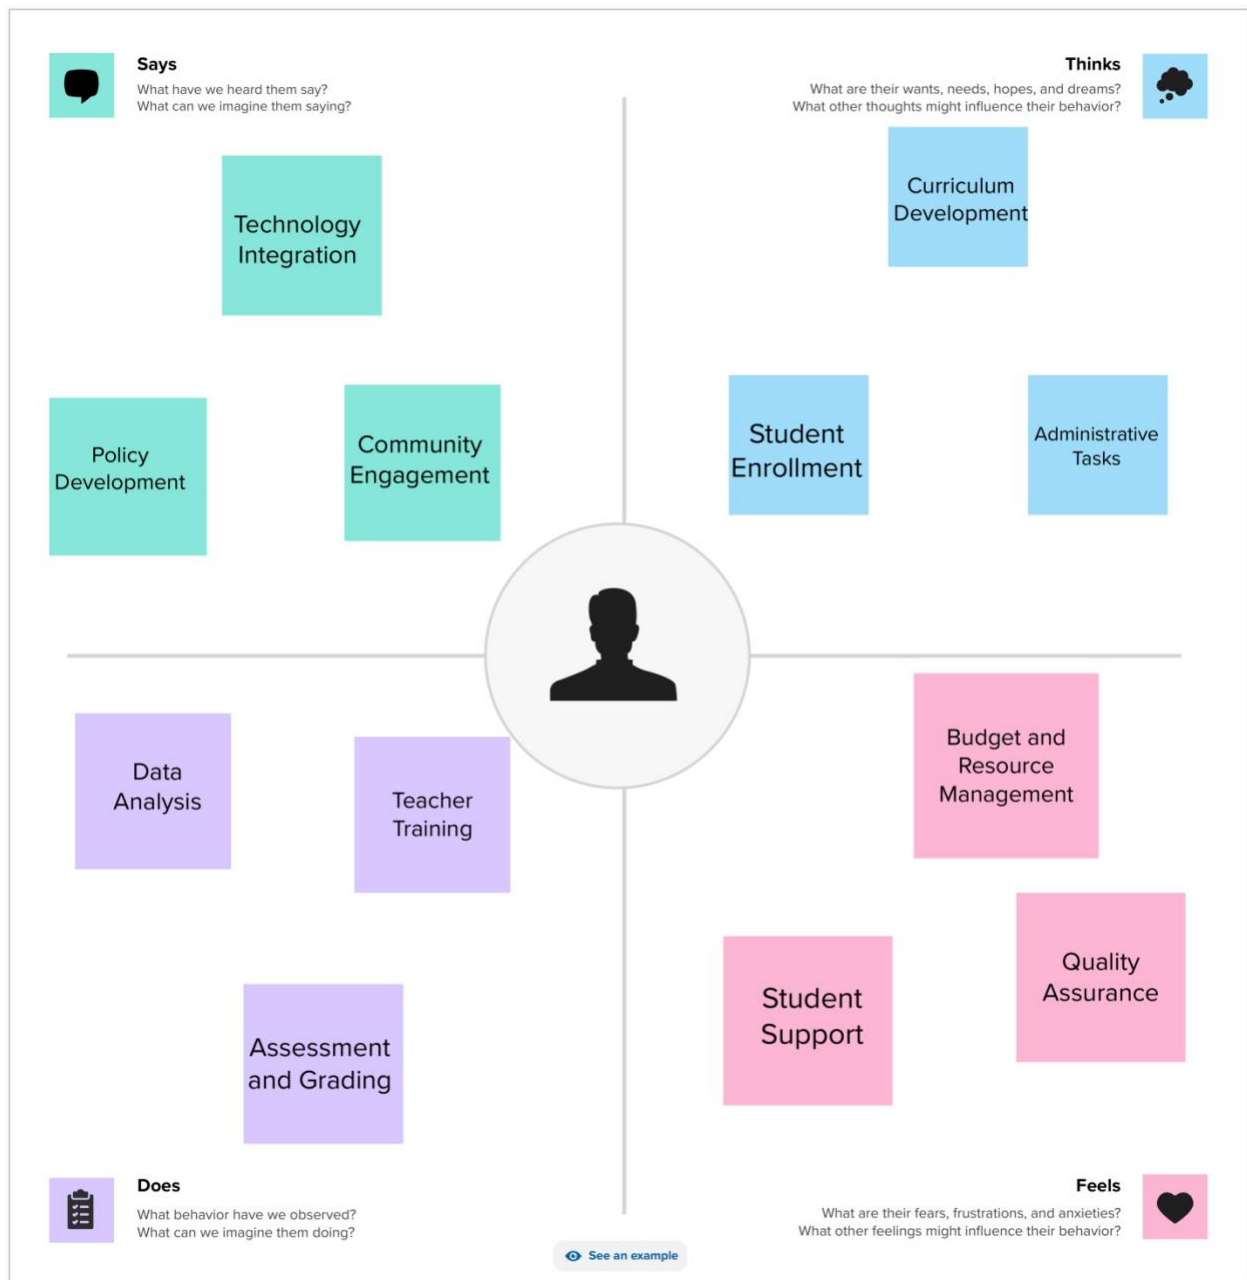 Says
What have we heard them say?
What can we imagine them saying?
Thinks
What are their wants, needs, hopes, and dreams?
What other thoughts might influence their behavior?
Technology
Integration
Policy
Development
Community
Engagement
Curriculum
Development
Student
Enrollment
Administrative
Tasks
Data
Analysis
Teacher
Training
Assessment
and Grading
Budget and
Resource
Management
Student
Support
Quality
Assurance
Does
What behavior have we observed?
What can we imagine them doing?
See an example
Feels
What are their fears, frustrations, and anxieties?
What other feelings might influence their behavior?